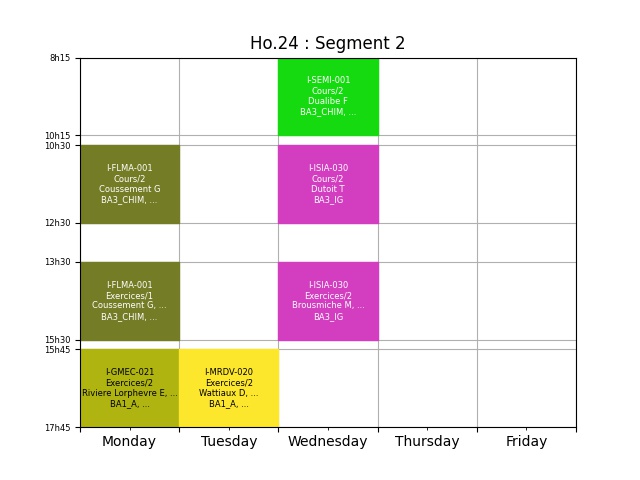 Ho.24 : Segment 2
8h15
I-SEMI-001
Cours/2
Dualibe F
BA3_CHIM, ...
10h15
10h30
I-FLMA-001
Cours/2
Coussement G
BA3_CHIM, ...
I-ISIA-030
Cours/2
Dutoit T
BA3_IG
12h30
13h30
I-FLMA-001
Exercices/1
Coussement G, ...
BA3_CHIM, ...
I-ISIA-030
Exercices/2
Brousmiche M, ...
BA3_IG
15h30
15h45
I-GMEC-021
Exercices/2
Riviere Lorphevre E, ...
BA1_A, ...
I-MRDV-020
Exercices/2
Wattiaux D, ...
BA1_A, ...
17h45
Monday
Tuesday
Wednesday
Thursday
Friday